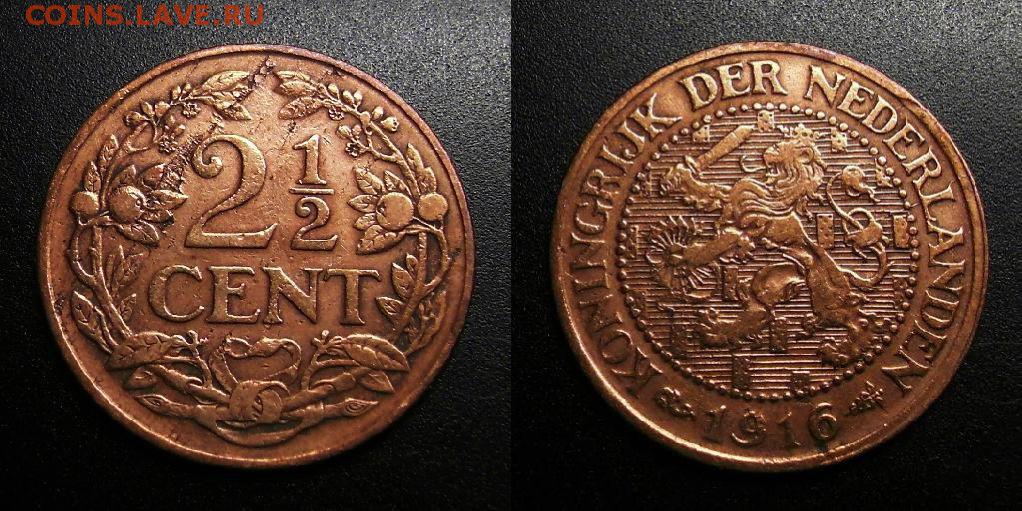 COINS.LAVE.RU
2 1/2
CENT
KONINGRIJK DER NEDERLANDEN
1916